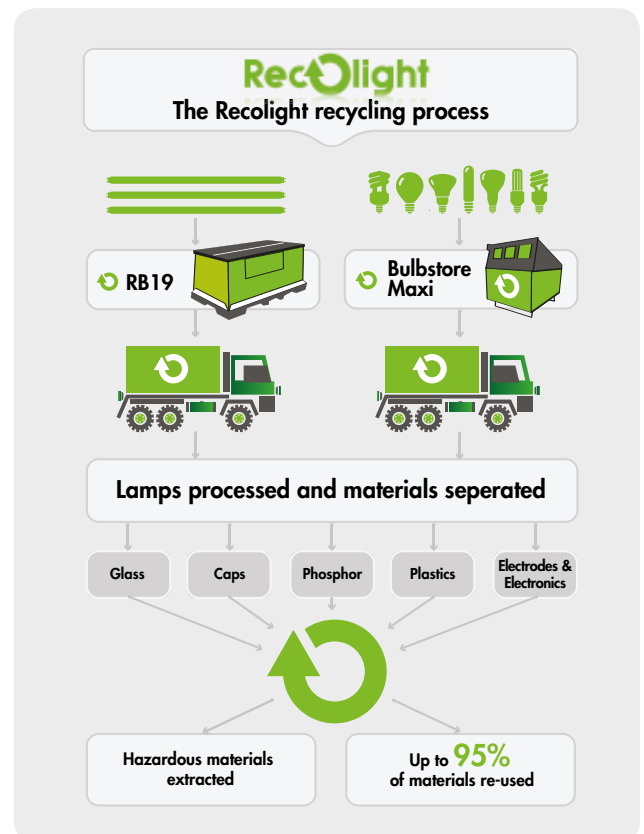 Recolight
The Recolight recycling process
RB19
Bulbstore
Maxi
Lamps processed and materials seperated
Glass
Caps
Phosphor
Plastics
Electrodes &
Electronics
Hazardous materials
extracted
Up to 95%
of materials re-used